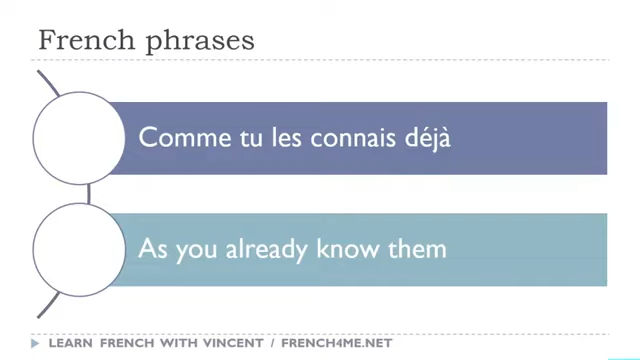 French phrases
Comme tu les connais déjà
As you already know them
LEARN FRENCH WITH VINCENT / FRENCH4ME.NET